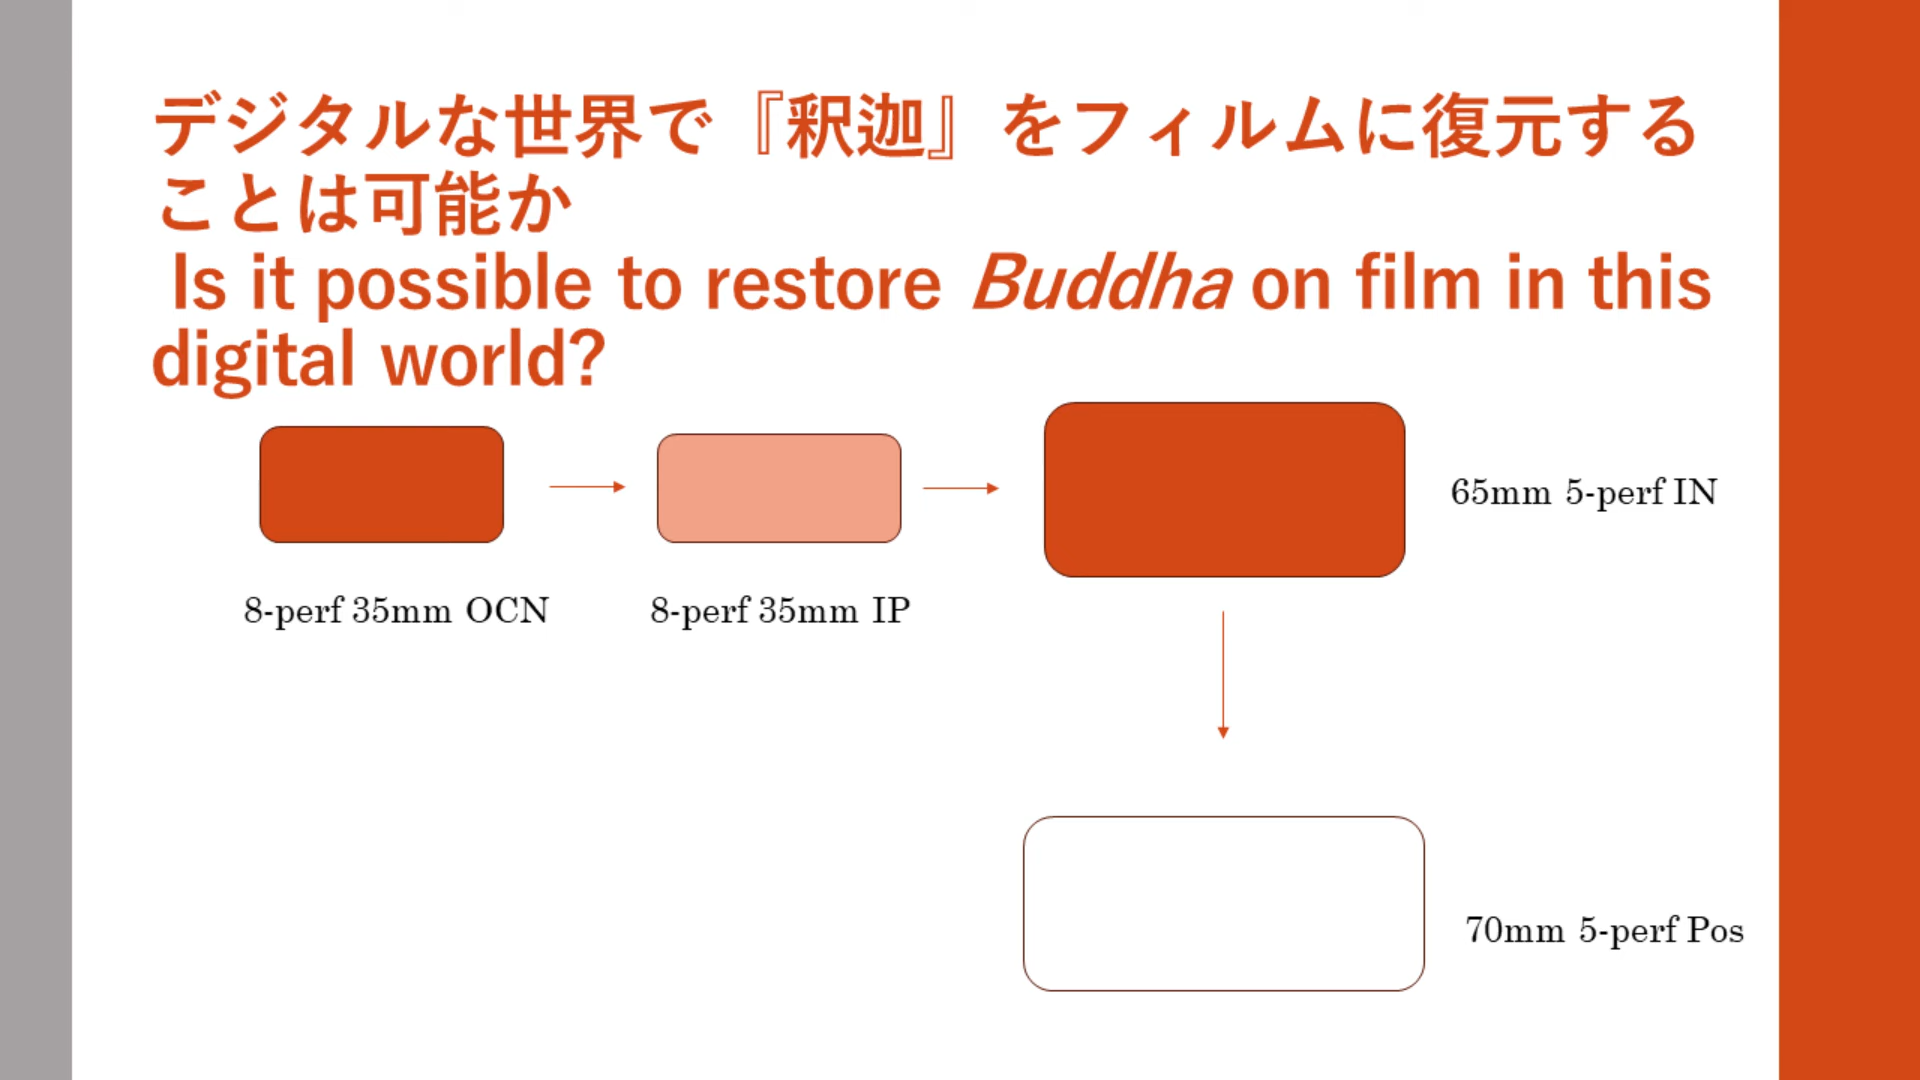 デジタルな世界で『釈迦』をフィルムに復元する
ことは可能か
Is it possible to restore Buddha on film in this
digital world?
65mm 5-perf IN
8-perf 35mm OCN
8-perf 35mm IP
70mm 5-perf Pos